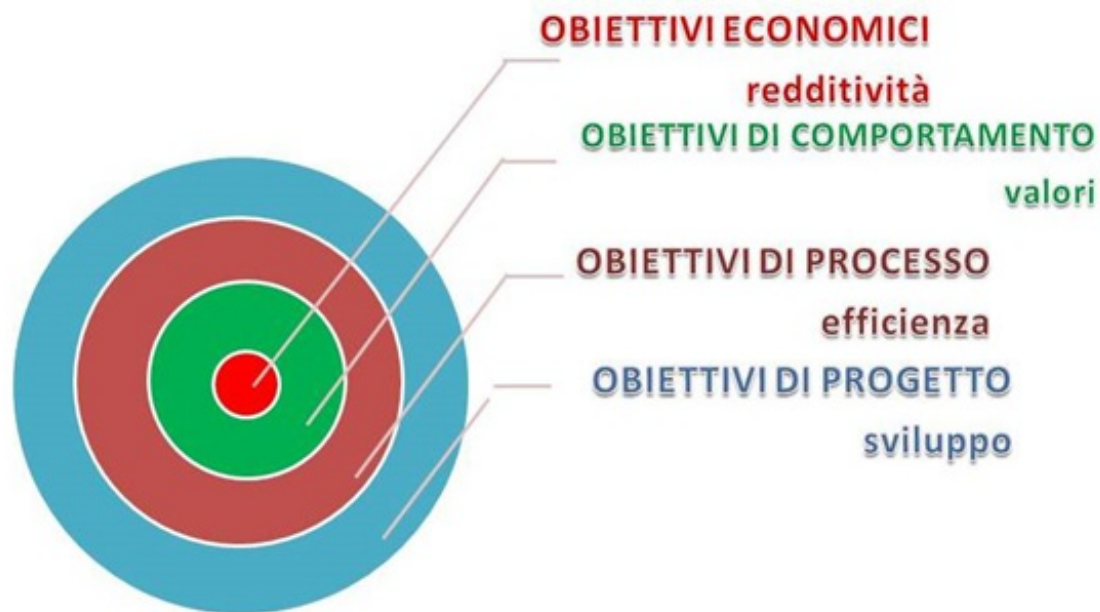 OBIETTIVI ECONOMICI
redditività
OBIETTIVI DI COMPORTAMENTO
valori
OBIETTIVI DI PROCESSO
efficienza
OBIETTIVI DI PROGETTO
sviluppo